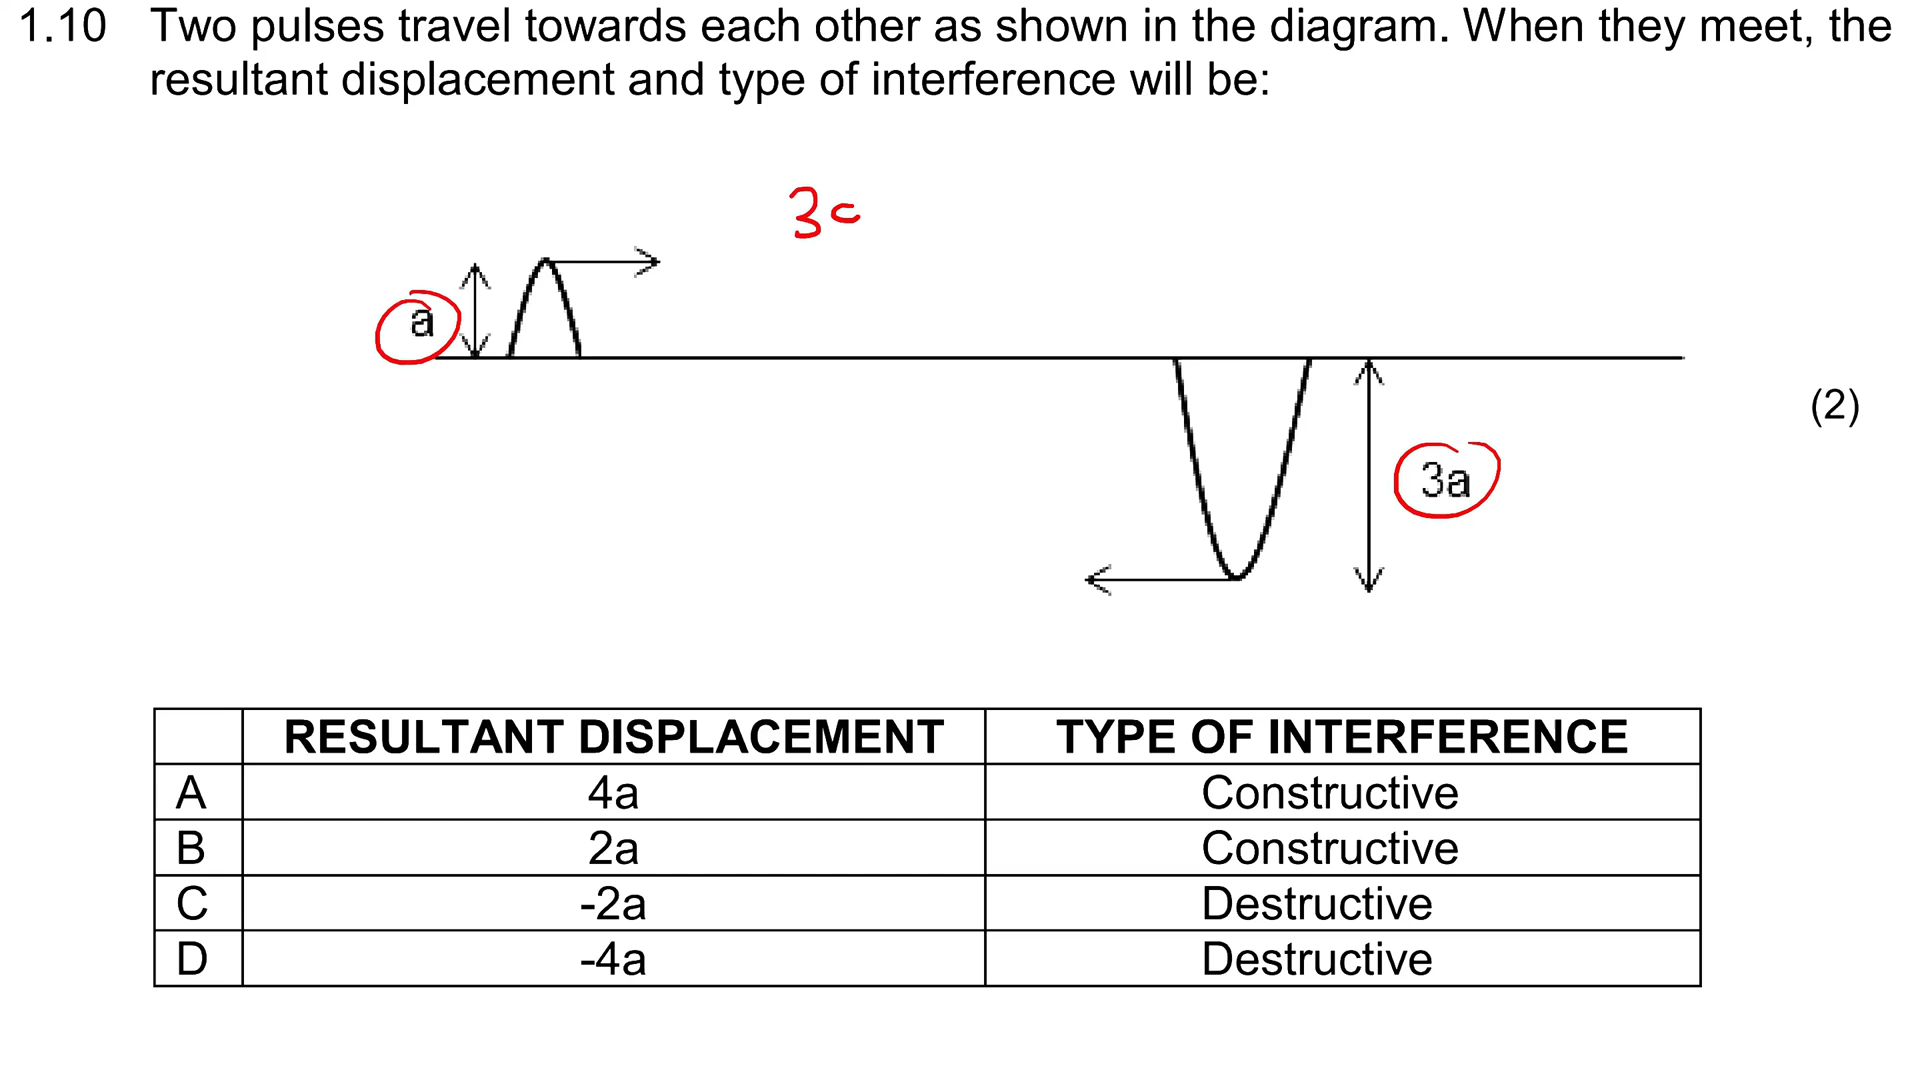 1.10 Two pulses travel towards each other as shown in the diagram. When they meet, the
resultant displacement and type of interference will be:
3c
a
(2)
3a
RESULTANT DISPLACEMENT TYPE OF INTERFERENCE
A 4a Constructive
B 2a Constructive
C -2a Destructive
D -4a Destructive